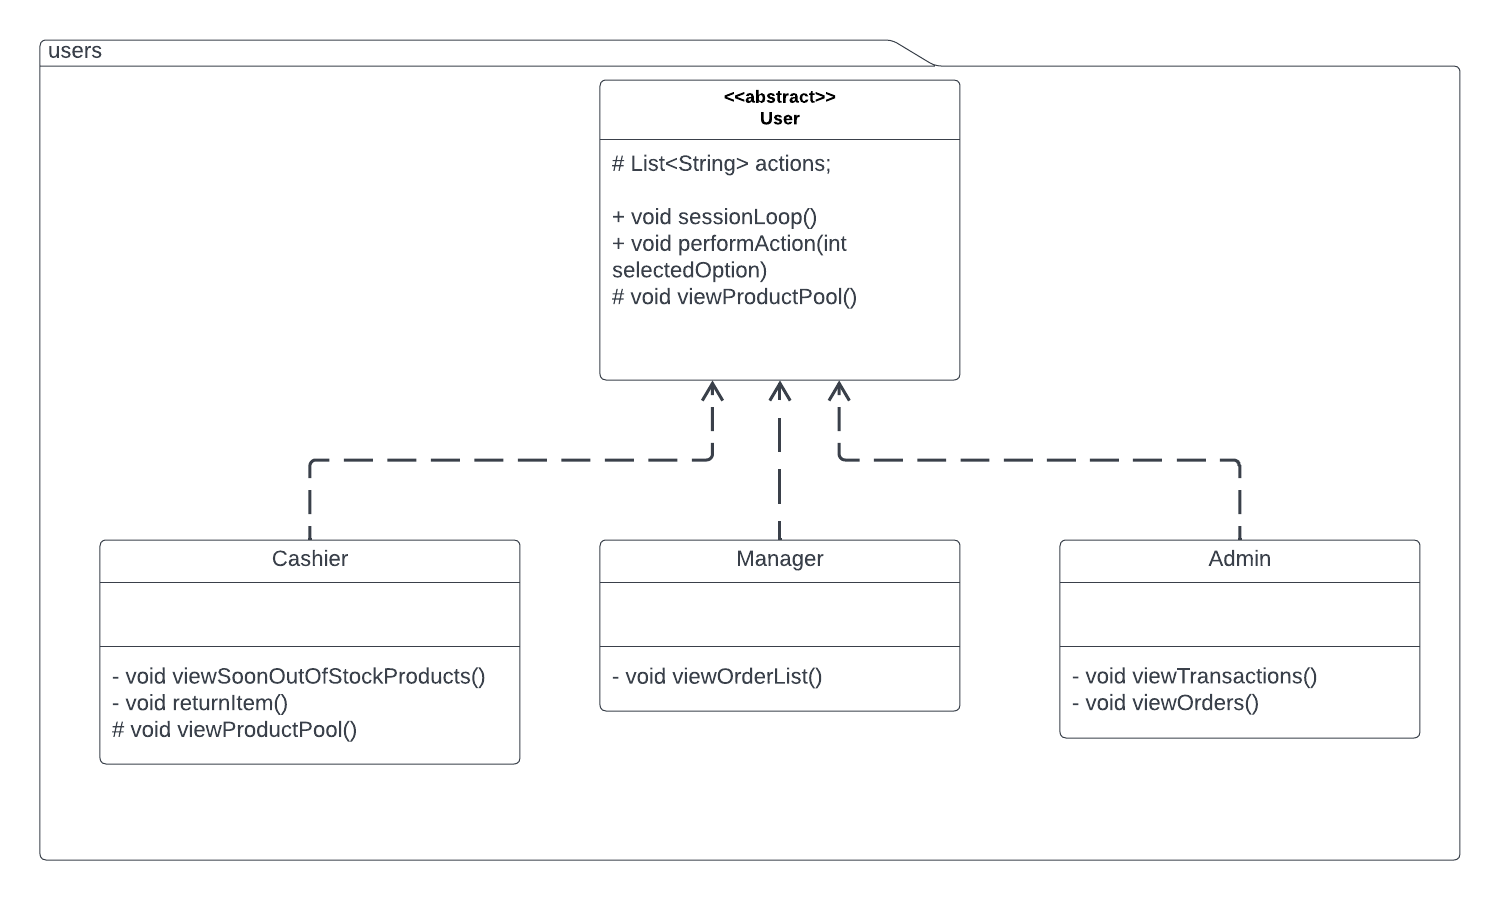 users
<<abstract>>
User
# List<String> actions;
+ void sessionLoop()
+ void performAction(int
selectedOption)
# void viewProductPool()
Cashier
- void viewSoonOutOfStockProducts()
- void returnItem()
# void viewProductPool()
Manager
- void viewOrderList()
Admin
- void viewTransactions()
- void viewOrders()